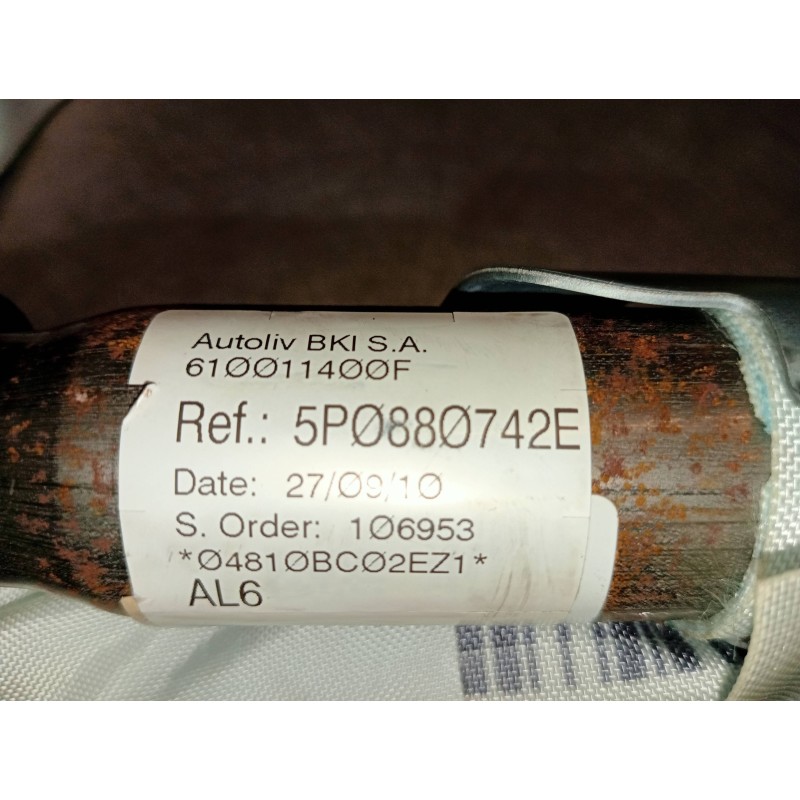 Autoliv BKI S.A.
61ØØ114ØØF
Ref.: 5PØ88Ø742E
Date: 27/Ø9/1Ø
S. Order: 1Ø6953
*Ø481ØBCØ2EZ1*
AL6